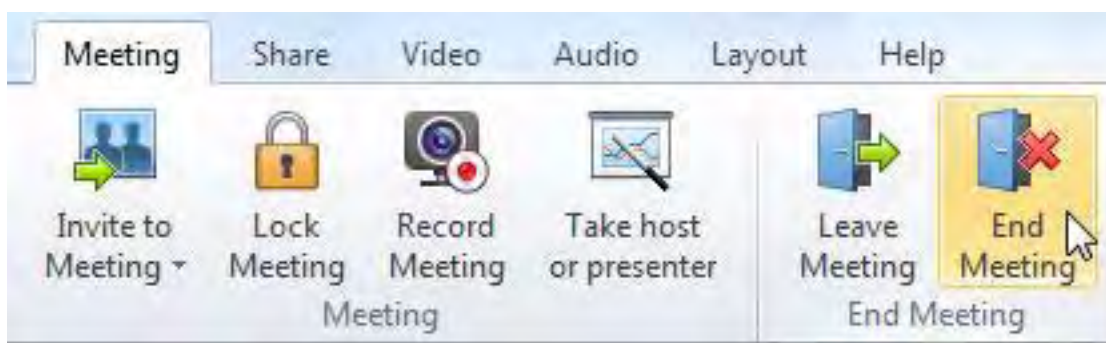 Meeting Share Video Audio Layout Help
Invite to Meeting
Lock Meeting
Record Meeting
Take host or presenter
Leave Meeting
End Meeting
Meeting
End Meeting